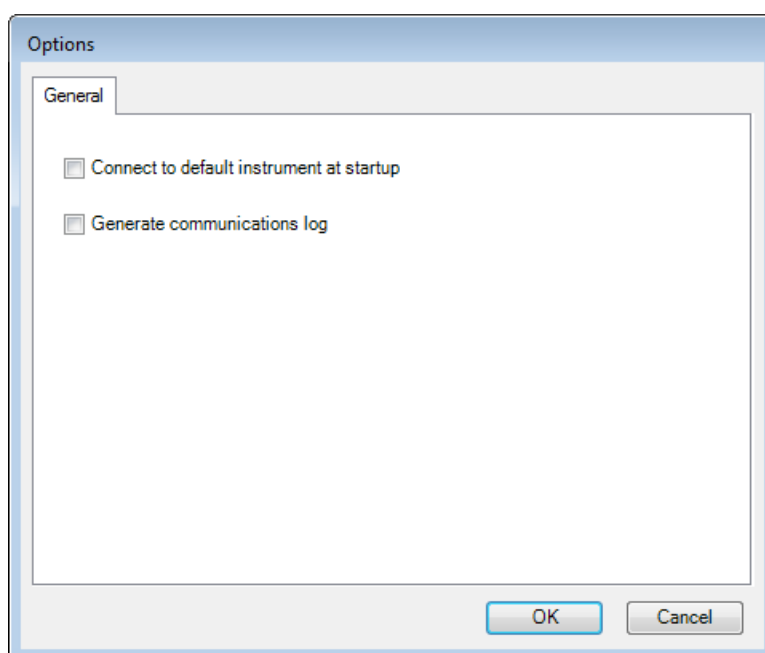 Options
General
Connect to default instrument at startup
Generate communications log
OK
Cancel